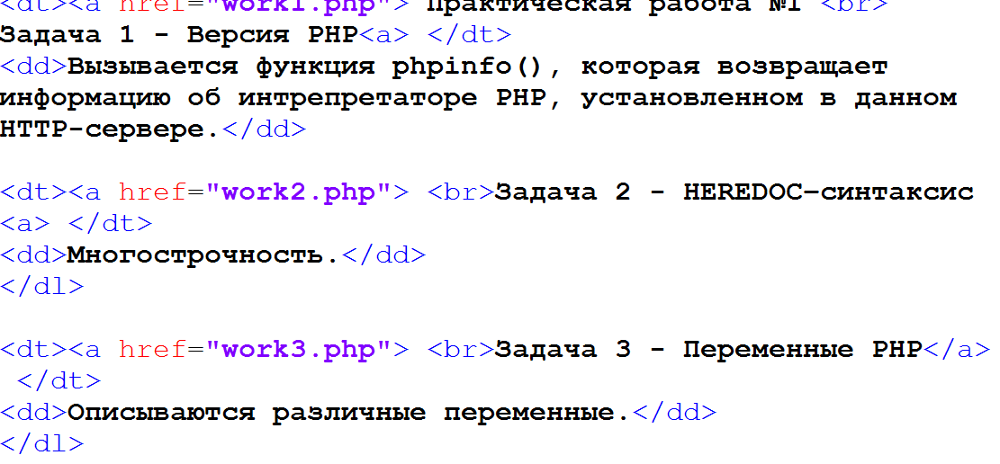 <dt><a href="work1.php"> Практическая работа №1 <br>
Задача 1 - Версия PHP<a> </dt>
<dd>Вызывается функция phpinfo(), которая возвращает
информацию об интрепретаторе PHP, установленном в данном
HTTP-сервере.</dd>
<dt><a href="work2.php"> <br>Задача 2 - HEREDOC–синтаксис
<a> </dt>
<dd>Многострочность.</dd>
</dl>
<dt><a href="work3.php"> <br>Задача 3 - Переменные PHP</a>
</dt>
<dd>Описываются различные переменные.</dd>
</dl>